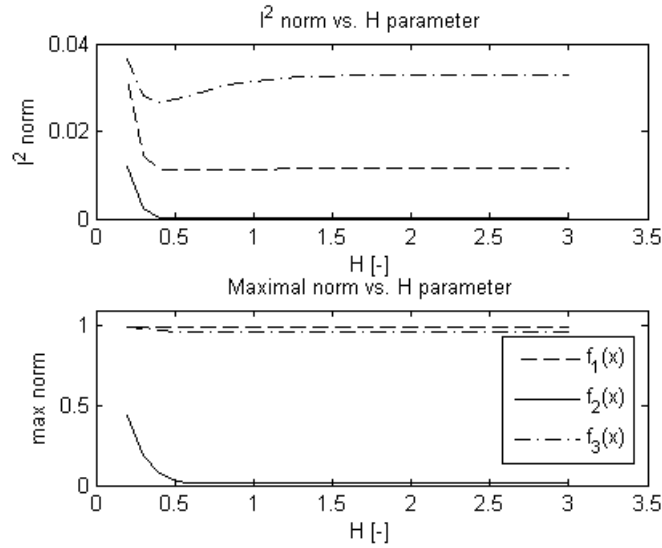 l² norm vs. H parameter
0.04
0.02
0
l² norm
0 0.5 1 1.5 2 2.5 3 3.5
H [-]
Maximal norm vs. H parameter
1
0.5
0
max norm
f₁(x)
f₂(x)
f₃(x)
0 0.5 1 1.5 2 2.5 3 3.5
H [-]